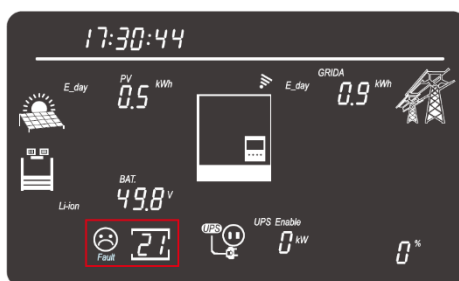 17:30:44
E_day PV 0.5 kWh E_day GRIDA 0.9 kWh
Li-ion BAT. 49.8 V
Fault 21 UPS UPS Enable 0 kW 0 %